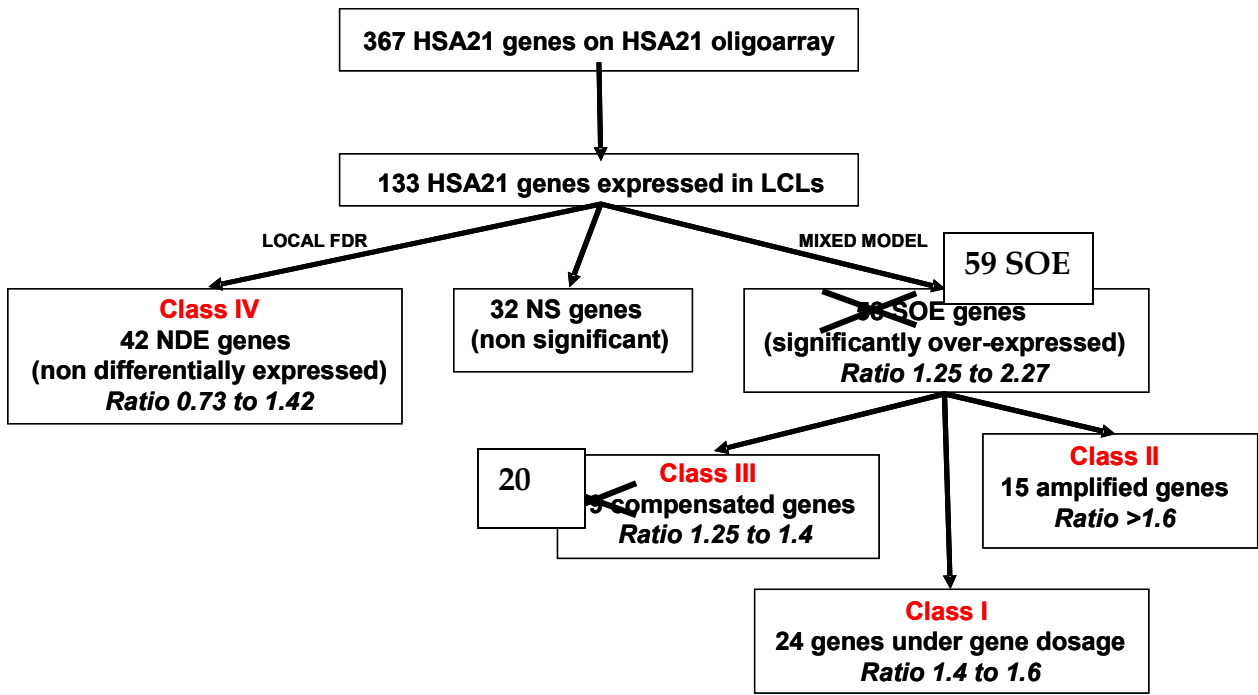 367 HSA21 genes on HSA21 oligoarray
133 HSA21 genes expressed in LCLs
LOCAL FDR
MIXED MODEL
59 SOE
Class IV
42 NDE genes
(non differentially expressed)
Ratio 0.73 to 1.42
32 NS genes
(non significant)
SOE genes
(significantly over-expressed)
Ratio 1.25 to 2.27
20
Class III
9 compensated genes
Ratio 1.25 to 1.4
Class II
15 amplified genes
Ratio >1.6
Class I
24 genes under gene dosage
Ratio 1.4 to 1.6